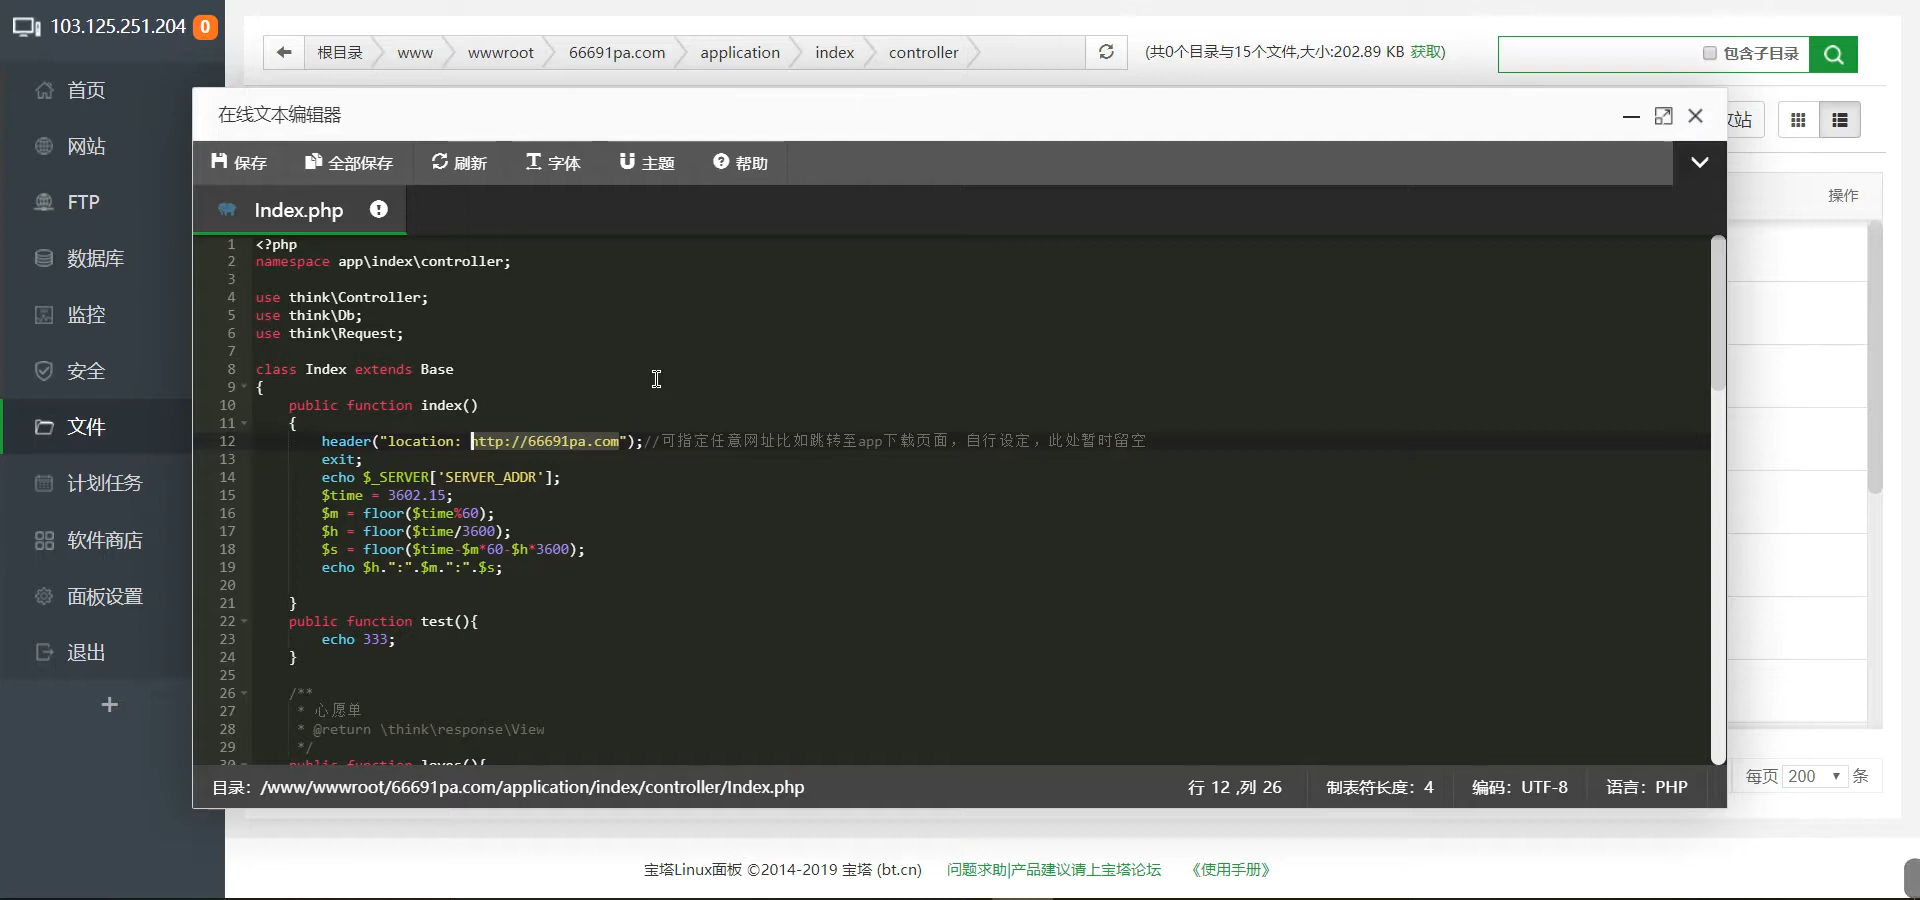 103.125.251.204 0
首页
网站
FTP
数据库
监控
安全
文件
计划任务
软件商店
面板设置
退出
根目录 www wwwroot 66691pa.com application index controller (共0个目录与15个文件,大小:202.89 KB 获取) 包含子目录
操作
在线文本编辑器
保存 全部保存 刷新 字体 主题 帮助
Index.php
1 <?php
2 namespace app\index\controller;
3
4 use think\Controller;
5 use think\Db;
6 use think\Request;
7
8 class Index extends Base
9 {
10 public function index()
11 {
12 header("location: http://66691pa.com");//可指定任意网址比如跳转至app下载页面，自行设定，此处暂时留空
13 exit;
14 echo $_SERVER['SERVER_ADDR'];
15 $time = 3602.15;
16 $m = floor($time%60);
17 $h = floor($time/3600);
18 $s = floor($time-$m*60-$h*3600);
19 echo $h.":".$m.":".$s;
20
21 }
22 public function test(){
23 echo 333;
24 }
25
26 /**
27 * 心愿单
28 * @return \think\response\View
29 */
目录：/www/wwwroot/66691pa.com/application/index/controller/Index.php 行 12 ,列 26 制表符长度：4 编码：UTF-8 语言：PHP
每页 200 条
宝塔Linux面板 ©2014-2019 宝塔 (bt.cn) 问题求助|产品建议请上宝塔论坛 《使用手册》